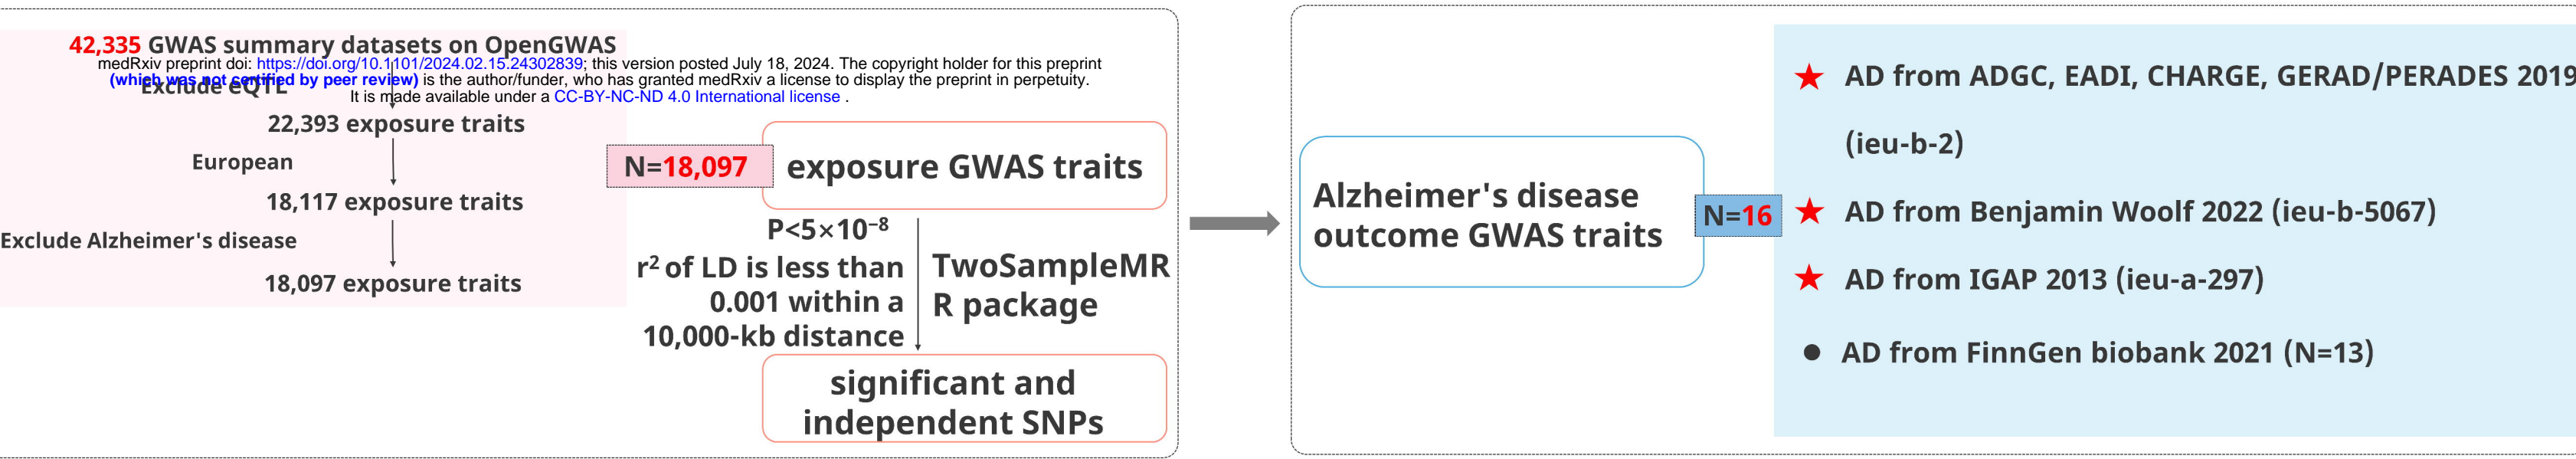 42,335 GWAS summary datasets on OpenGWAS
medRxiv preprint doi: https://doi.org/10.1101/2024.02.15.24302839; this version posted July 18, 2024. The copyright holder for this preprint
(which was not certified by peer review) is the author/funder, who has granted medRxiv a license to display the preprint in perpetuity.
Exclude eQTL
It is made available under a CC-BY-NC-ND 4.0 International license .
22,393 exposure traits
European
18,117 exposure traits
Exclude Alzheimer's disease
18,097 exposure traits
N=18,097
exposure GWAS traits
P<5×10⁻⁸
r² of LD is less than
0.001 within a
10,000-kb distance
TwoSampleMR
R package
significant and
independent SNPs
Alzheimer's disease
outcome GWAS traits
N=16
AD from ADGC, EADI, CHARGE, GERAD/PERADES 2019
(ieu-b-2)
AD from Benjamin Woolf 2022 (ieu-b-5067)
AD from IGAP 2013 (ieu-a-297)
AD from FinnGen biobank 2021 (N=13)